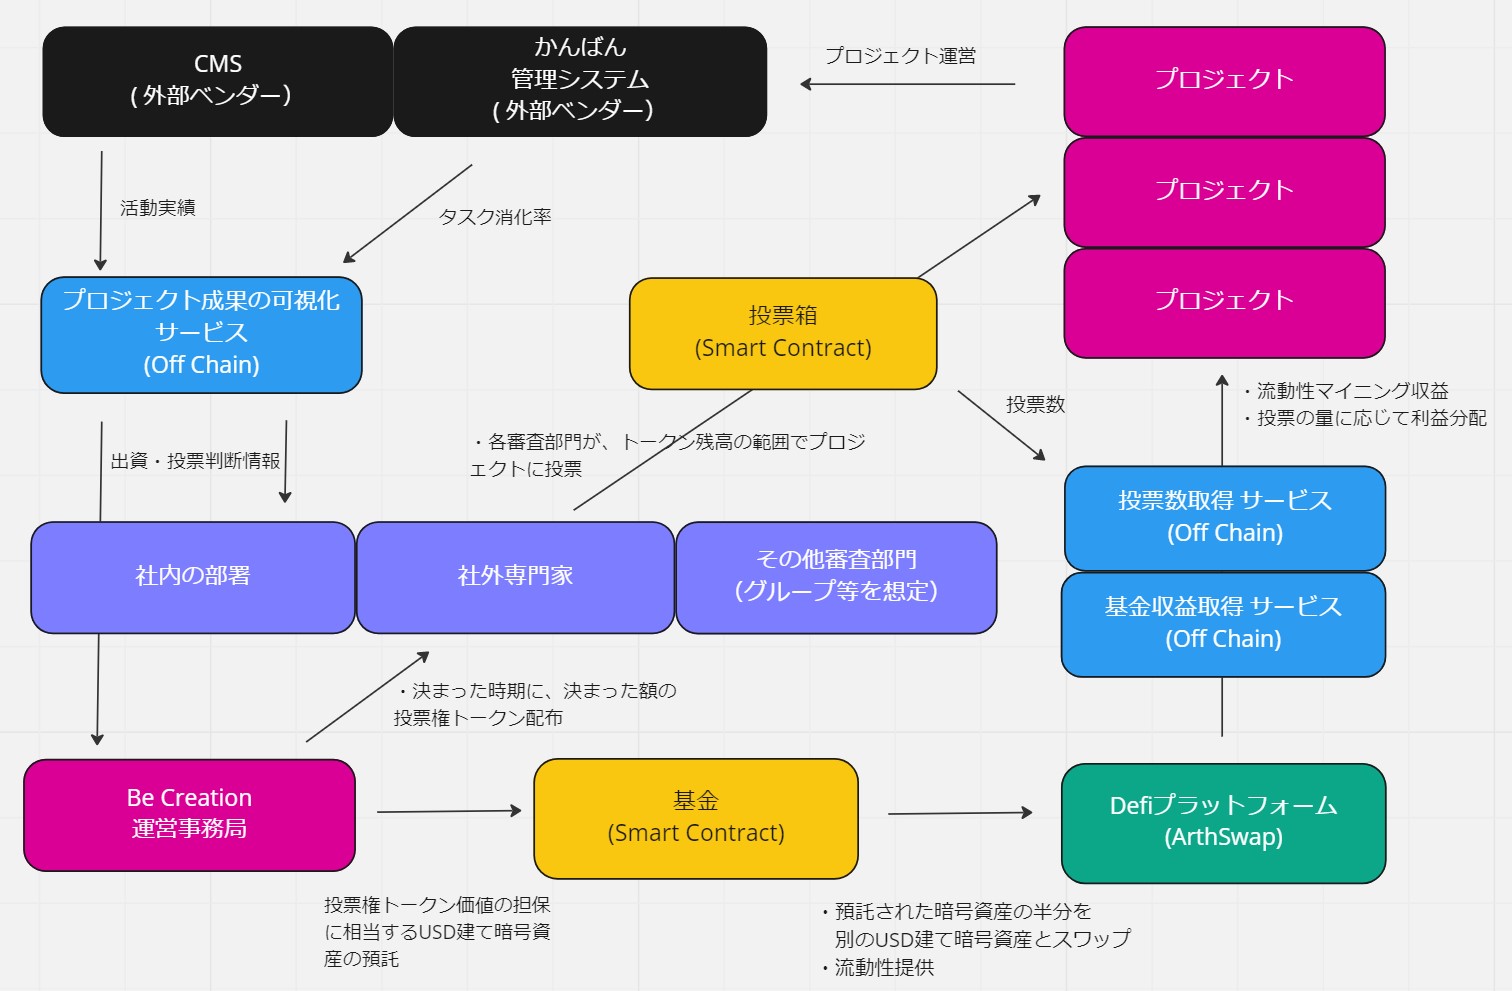 CMS
( 外部ベンダー）
かんばん
管理システム
( 外部ベンダー）
プロジェクト運営
プロジェクト
プロジェクト
プロジェクト
活動実績
タスク消化率
プロジェクト成果の可視化
サービス
(Off Chain)
投票箱
(Smart Contract)
投票数
・流動性マイニング収益
・投票の量に応じて利益分配
出資・投票判断情報
・各審査部門が、トークン残高の範囲でプロジ
ェクトに投票
投票数取得 サービス
(Off Chain)
社内の部署
社外専門家
その他審査部門
（グループ等を想定）
基金収益取得 サービス
(Off Chain)
・決まった時期に、決まった額の
投票権トークン配布
Be Creation
運営事務局
基金
(Smart Contract)
Defiプラットフォーム
(ArthSwap)
投票権トークン価値の担保
に相当するUSD建て暗号資
産の預託
・預託された暗号資産の半分を
別のUSD建て暗号資産とスワップ
・流動性提供